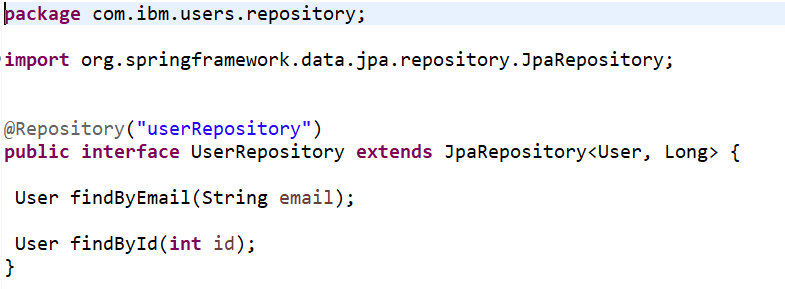 package com.ibm.users.repository;
import org.springframework.data.jpa.repository.JpaRepository;
@Repository("userRepository")
public interface UserRepository extends JpaRepository<User, Long> {
User findByEmail(String email);
User findById(int id);
}